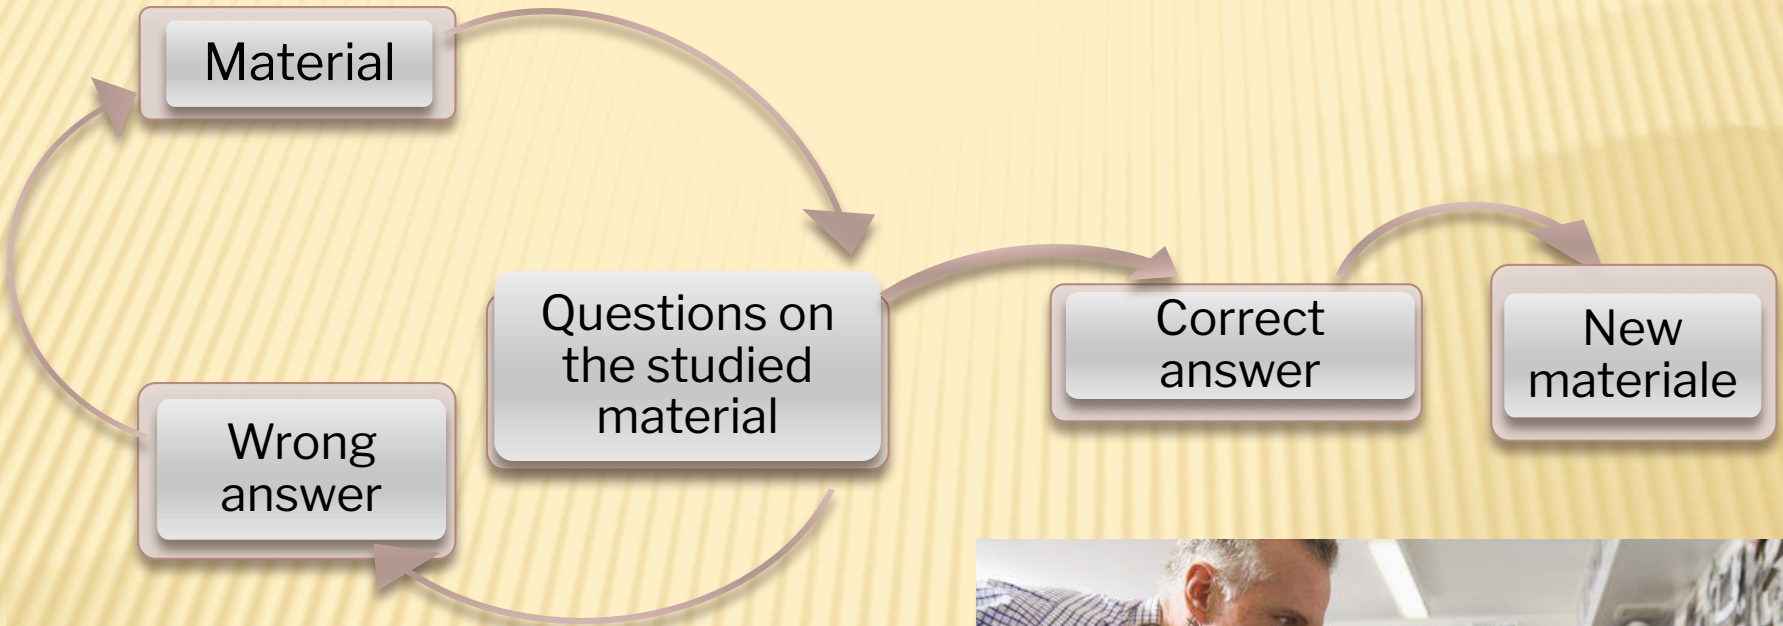 Material
Questions on
the studied
material
Correct
answer
New
materiale
Wrong
answer